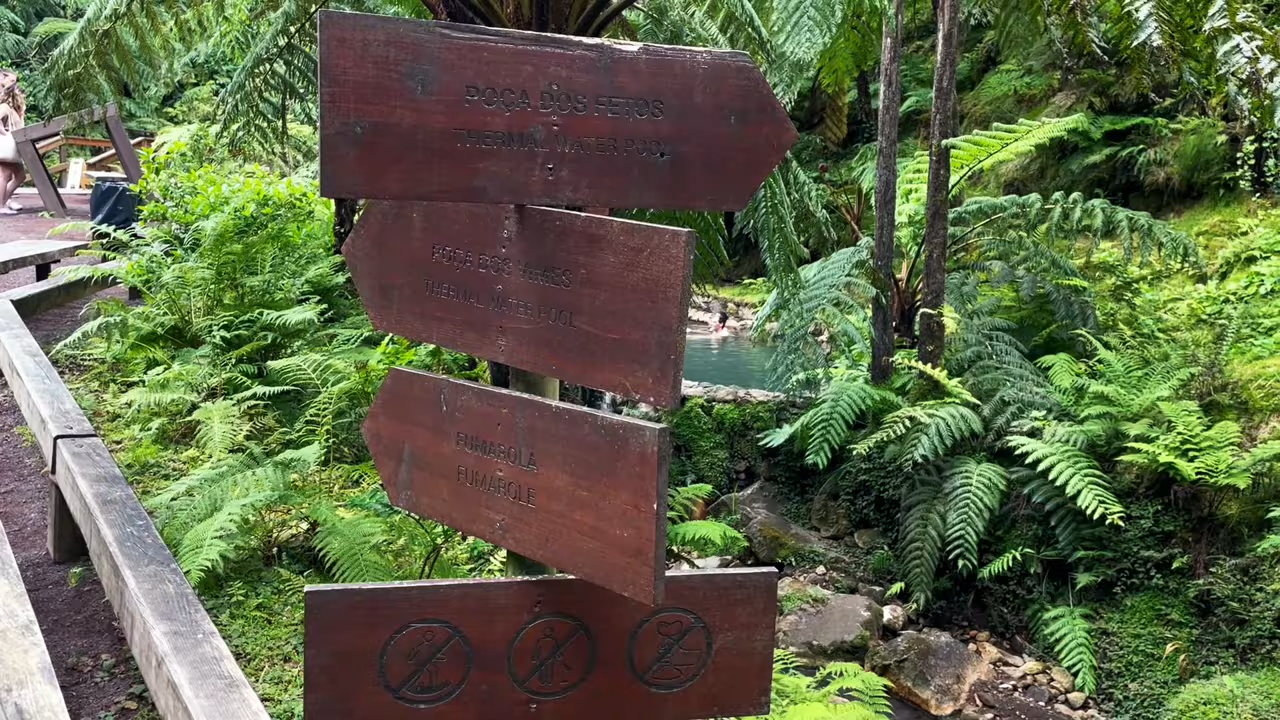 POÇA DOS FETOS
THERMAL WATER POOL
POÇA DOS VIMES
THERMAL WATER POOL
FUMAROLA
FUMAROLE